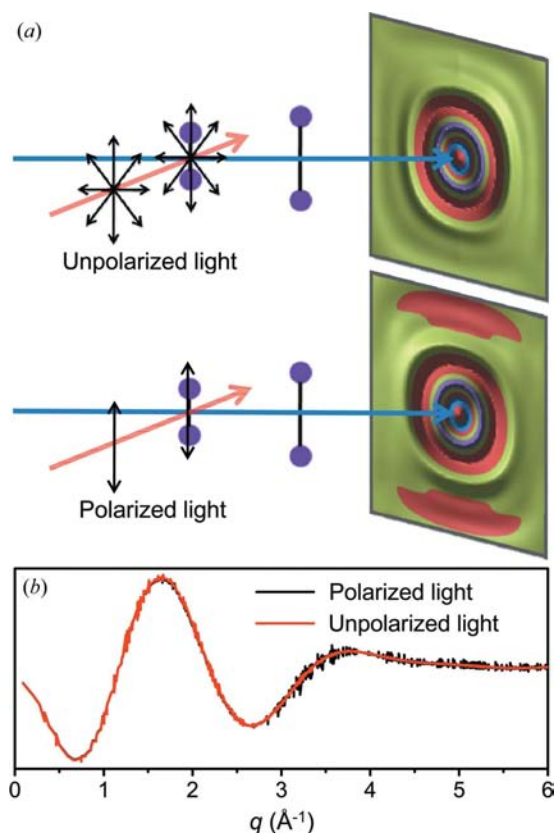 (a)
Unpolarized light
Polarized light
(b)
Polarized light
Unpolarized light
0 1 2 3 4 5 6
q (Å⁻¹)